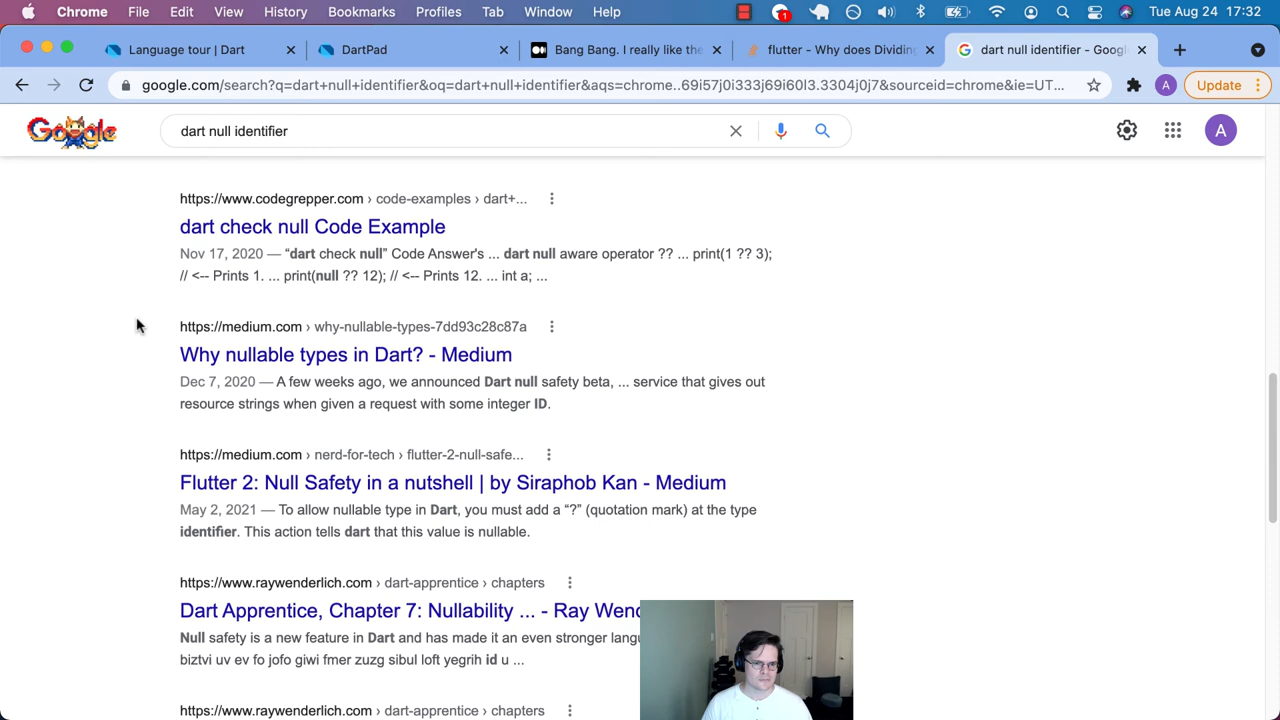 Chrome File Edit View History Bookmarks Profiles Tab Window Help 1 Tue Aug 24 17:32
Language tour | Dart DartPad Bang Bang. I really like the flutter - Why does Dividing dart null identifier - Google
google.com/search?q=dart+null+identifier&oq=dart+null+identifier&aqs=chrome..69i57j0i333j69i60l3.3304j0j7&sourceid=chrome&ie=UT... A Update
Google dart null identifier A
https://www.codegrepper.com › code-examples › dart+...
dart check null Code Example
Nov 17, 2020 — “dart check null” Code Answer's ... dart null aware operator ?? ... print(1 ?? 3);
// <-- Prints 1. ... print(null ?? 12); // <-- Prints 12. ... int a; ...
https://medium.com › why-nullable-types-7dd93c28c87a
Why nullable types in Dart? - Medium
Dec 7, 2020 — A few weeks ago, we announced Dart null safety beta, ... service that gives out
resource strings when given a request with some integer ID.
https://medium.com › nerd-for-tech › flutter-2-null-safe...
Flutter 2: Null Safety in a nutshell | by Siraphob Kan - Medium
May 2, 2021 — To allow nullable type in Dart, you must add a “?” (quotation mark) at the type
identifier. This action tells dart that this value is nullable.
https://www.raywenderlich.com › dart-apprentice › chapters
Dart Apprentice, Chapter 7: Nullability ... - Ray Wend
Null safety is a new feature in Dart and has made it an even stronger langu
biztvi uv ev fo jofo giwi fmer zuzg sibul loft yegrih id u ...
https://www.raywenderlich.com › dart-apprentice › chapters